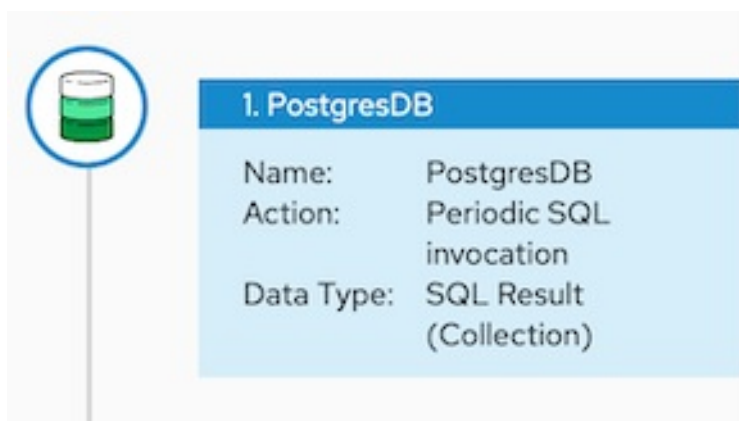 1. PostgresDB
Name: PostgresDB
Action: Periodic SQL
invocation
Data Type: SQL Result
(Collection)